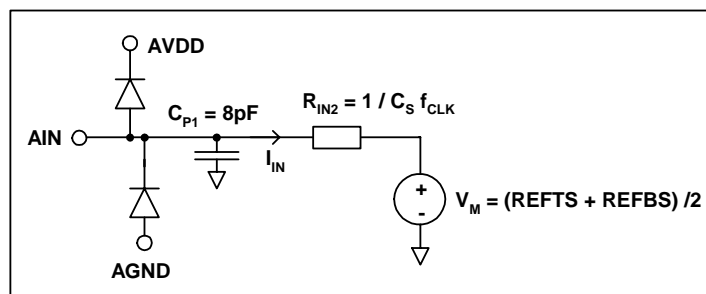 AVDD
R_IN2 = 1 / C_S f_CLK
C_P1 = 8pF
AIN
I_IN
+
-
V_M = (REFTS + REFBS) /2
AGND